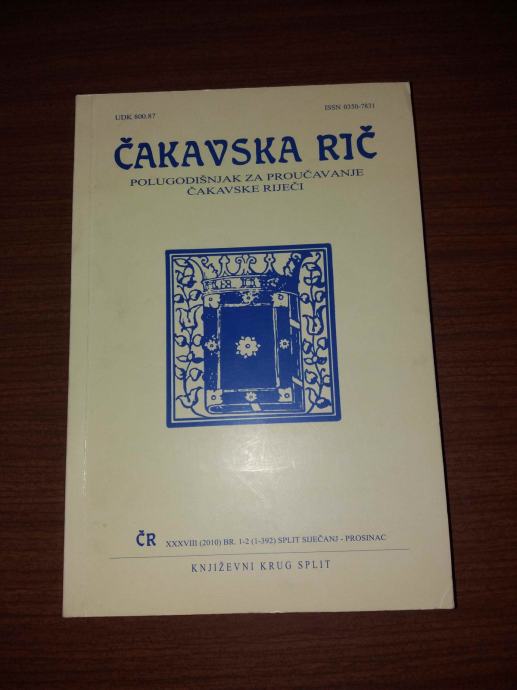 UDK 800.87
ISSN 0350-7831
ČAKAVSKA RIČ
POLUGODIŠNJAK ZA PROUČAVANJE
ČAKAVSKE RIJEČI
ČR XXXVIII (2010) BR. 1-2 (1-392) SPLIT SIJEČANJ - PROSINAC
KNJIŽEVNI KRUG SPLIT